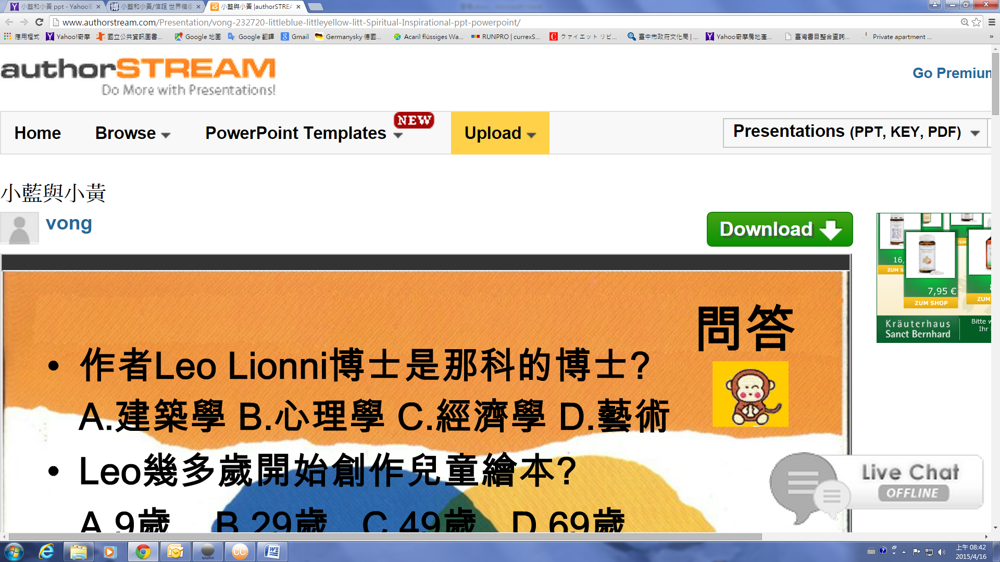 小藍和小黃 ppt - Yahoo
小藍和小黃/信誼 世界精
小藍與小黃 |authorSTREA
www.authorstream.com/Presentation/vong-232720-littleblue-littleyellow-litt-Spiritual-Inspirational-ppt-powerpoint/
應用程式 Yahoo!奇摩 國立公共資訊圖書... Google 地圖 Google 翻譯 Gmail Germanysky 德國... Acaril flüssiges Wa... RUNPRO | currexS... クァイエット リビ... 臺中市政府文化局 | ... Yahoo奇摩房地產... 臺灣書目整合查詢... Private apartment ... »
authorSTREAM
Do More with Presentations!
Go Premium
Home Browse PowerPoint Templates NEW Upload Presentations (PPT, KEY, PDF)
小藍與小黃
vong
Download
16,
ZUM S
ZUM
7,95 €
ZUM SHOP
ZUM
Kräuterhaus
Sanct Bernhard
Bitte w
Ihr
問答
• 作者Leo Lionni博士是那科的博士?
A.建築學 B.心理學 C.經濟學 D.藝術
• Leo幾多歲開始創作兒童繪本?
A.9歲 B.29歲 C.49歲 D.69歲
Live Chat
OFFLINE
spydus
CC
上午 08:42
2015/4/16